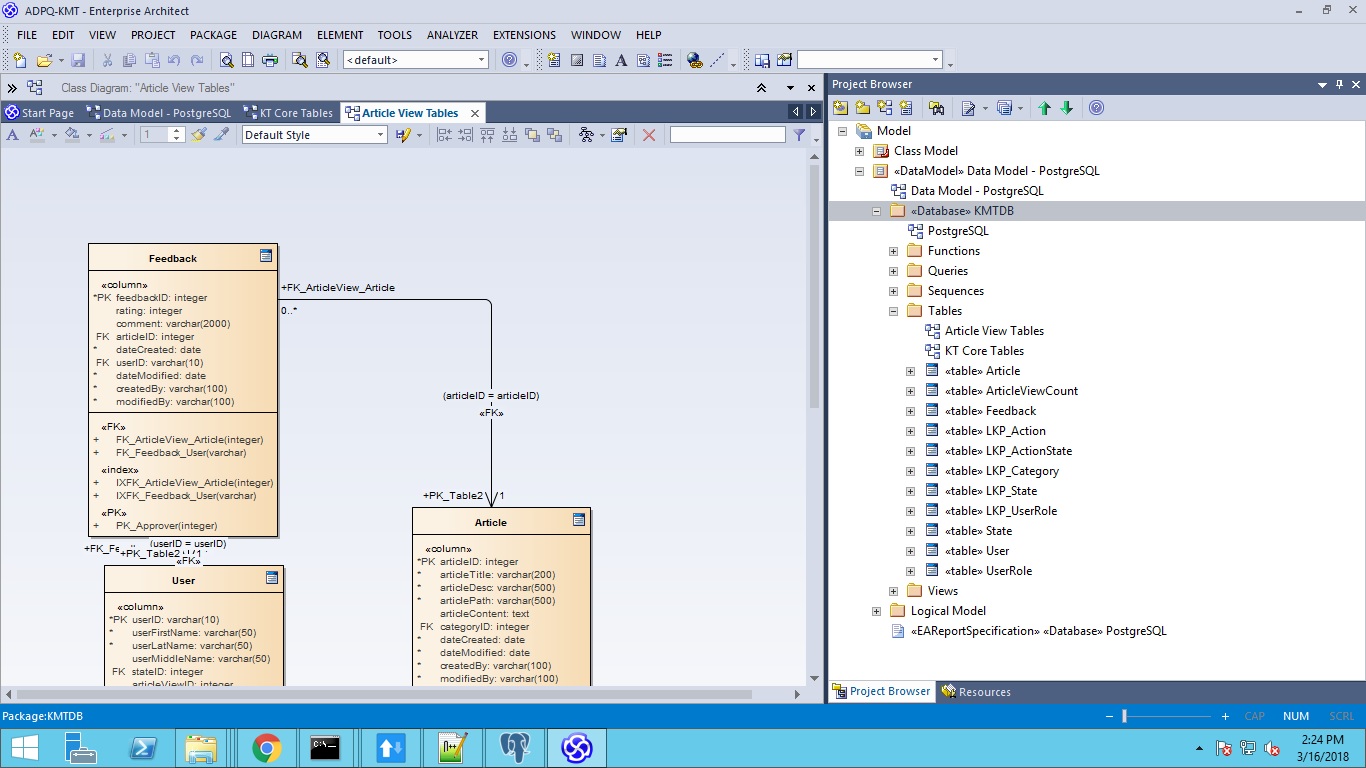 ADPQ-KMT - Enterprise Architect
FILE EDIT VIEW PROJECT PACKAGE DIAGRAM ELEMENT TOOLS ANALYZER EXTENSIONS WINDOW HELP
<default>
Class Diagram: "Article View Tables"
Start Page Data Model - PostgreSQL KT Core Tables Article View Tables
1 Default Style
Feedback
«column»
*PK feedbackID: integer
rating: integer
comment: varchar(2000)
FK articleID: integer
* dateCreated: date
FK userID: varchar(10)
* dateModified: date
* createdBy: varchar(100)
* modifiedBy: varchar(100)
«FK»
+ FK_ArticleView_Article(integer)
+ FK_Feedback_User(varchar)
«index»
+ IXFK_ArticleView_Article(integer)
+ IXFK_Feedback_User(varchar)
«PK»
+ PK_Approver(integer)
+FK_ArticleView_Article
0..*
(articleID = articleID)
«FK»
+PK_Table2 1
(userID = userID)
+PK_Table2 1
«FK»
User
«column»
*PK userID: varchar(10)
* userFirstName: varchar(50)
* userLatName: varchar(50)
userMiddleName: varchar(50)
FK stateID: integer
articleViewID: integer
Article
«column»
*PK articleID: integer
* articleTitle: varchar(200)
* articleDesc: varchar(500)
* articlePath: varchar(500)
articleContent: text
FK categoryID: integer
* dateCreated: date
* dateModified: date
* createdBy: varchar(100)
* modifiedBy: varchar(100)
Project Browser
Model
Class Model
«DataModel» Data Model - PostgreSQL
Data Model - PostgreSQL
«Database» KMTDB
PostgreSQL
Functions
Queries
Sequences
Tables
Article View Tables
KT Core Tables
«table» Article
«table» ArticleViewCount
«table» Feedback
«table» LKP_Action
«table» LKP_ActionState
«table» LKP_Category
«table» LKP_State
«table» LKP_UserRole
«table» State
«table» User
«table» UserRole
Views
Logical Model
«EAReportSpecification» «Database» PostgreSQL
Project Browser Resources
Package:KMTDB
CAP NUM SCRL
2:24 PM
3/16/2018